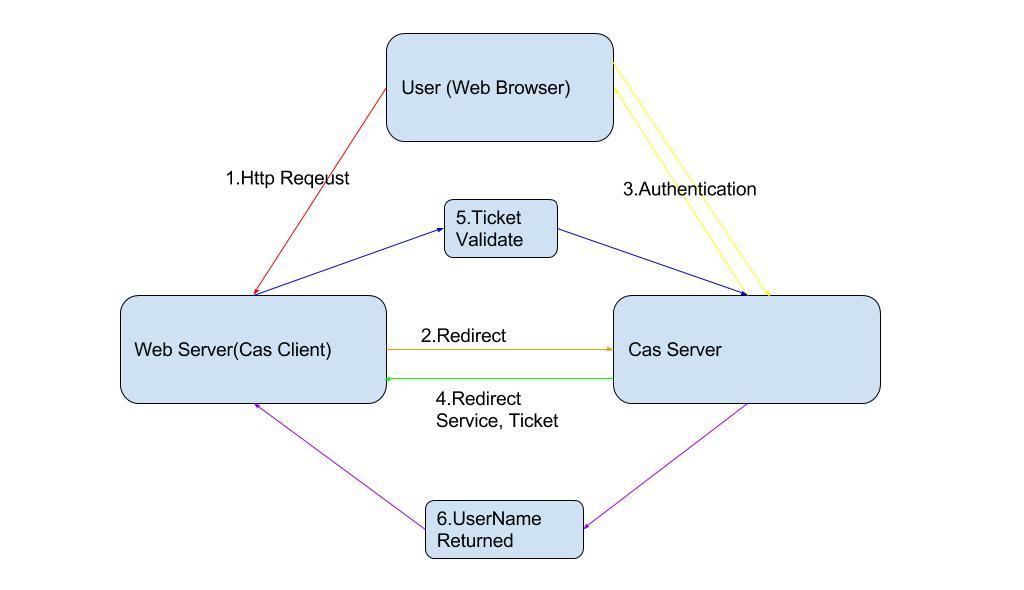 User (Web Browser)
1.Http Reqeust
3.Authentication
5.Ticket
Validate
2.Redirect
Web Server(Cas Client)
Cas Server
4.Redirect
Service, Ticket
6.UserName
Returned